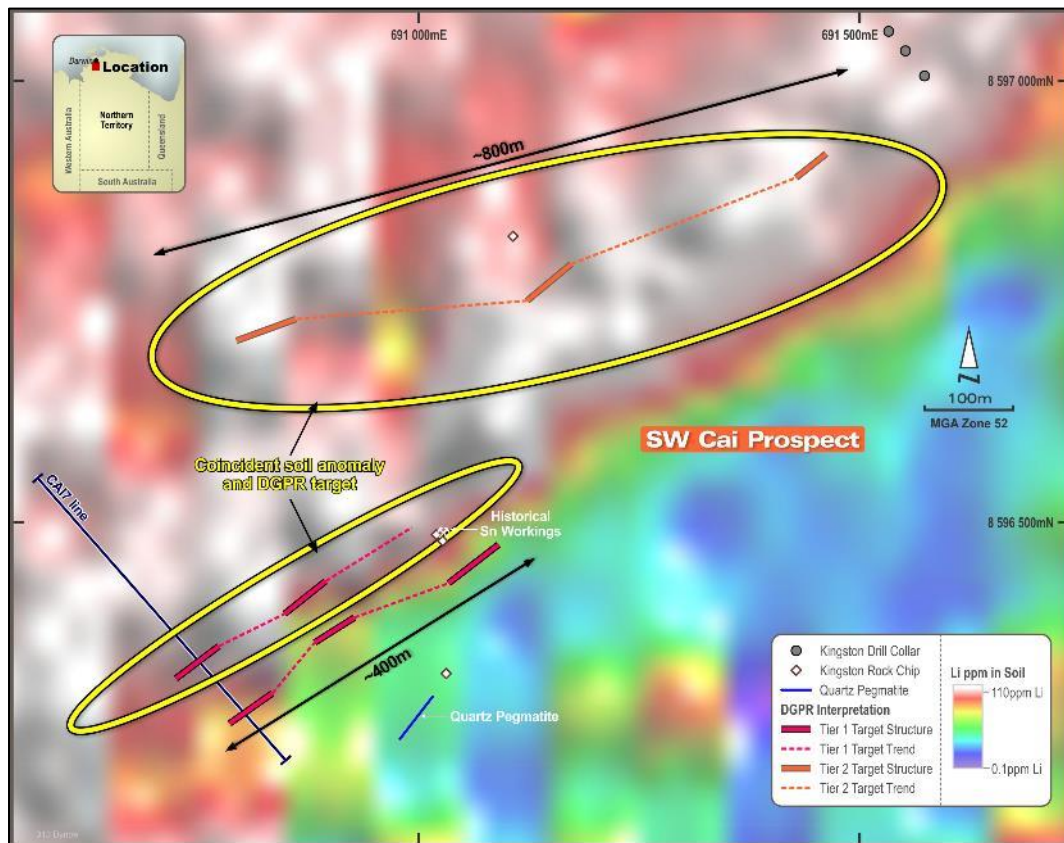 691 000mE
691 500mE
8 597 000mN
Darwin
Location
Northern
Territory
Western Australia
Queensland
South Australia
~800m
100m
MGA Zone 52
SW Cai Prospect
Coincident soil anomaly
and DGPR target
CAI7 line
Historical
Sn Workings
8 596 500mN
~400m
Quartz Pegmatite
Kingston Drill Collar
Kingston Rock Chip
Quartz Pegmatite
DGPR Interpretation
Tier 1 Target Structure
Tier 1 Target Trend
Tier 2 Target Structure
Tier 2 Target Trend
Li ppm in Soil
110ppm Li
0.1ppm Li